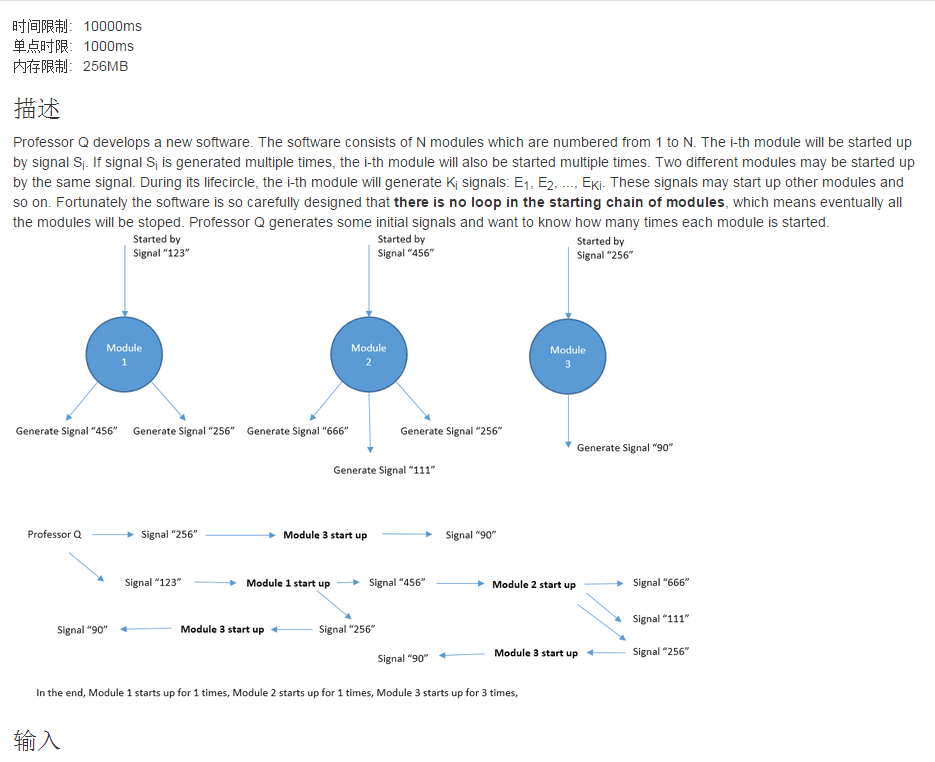 时间限制: 10000ms
单点时限: 1000ms
内存限制: 256MB
描述
Professor Q develops a new software. The software consists of N modules which are numbered from 1 to N. The i-th module will be started up
by signal Si. If signal Si is generated multiple times, the i-th module will also be started multiple times. Two different modules may be started up
by the same signal. During its lifecircle, the i-th module will generate Ki signals: E1, E2, ..., EKi. These signals may start up other modules and
so on. Fortunately the software is so carefully designed that there is no loop in the starting chain of modules, which means eventually all
the modules will be stoped. Professor Q generates some initial signals and want to know how many times each module is started.
Started by
Signal "123"
Started by
Signal "456"
Started by
Signal "256"
Module
1
Module
2
Module
3
Generate Signal "456"
Generate Signal "256"
Generate Signal "666"
Generate Signal "256"
Generate Signal "90"
Generate Signal "111"
Professor Q
Signal "256"
Module 3 start up
Signal "90"
Signal "123"
Module 1 start up
Signal "456"
Module 2 start up
Signal "666"
Signal "111"
Signal "90"
Module 3 start up
Signal "256"
Signal "90"
Module 3 start up
Signal "256"
In the end, Module 1 starts up for 1 times, Module 2 starts up for 1 times, Module 3 starts up for 3 times,
输入